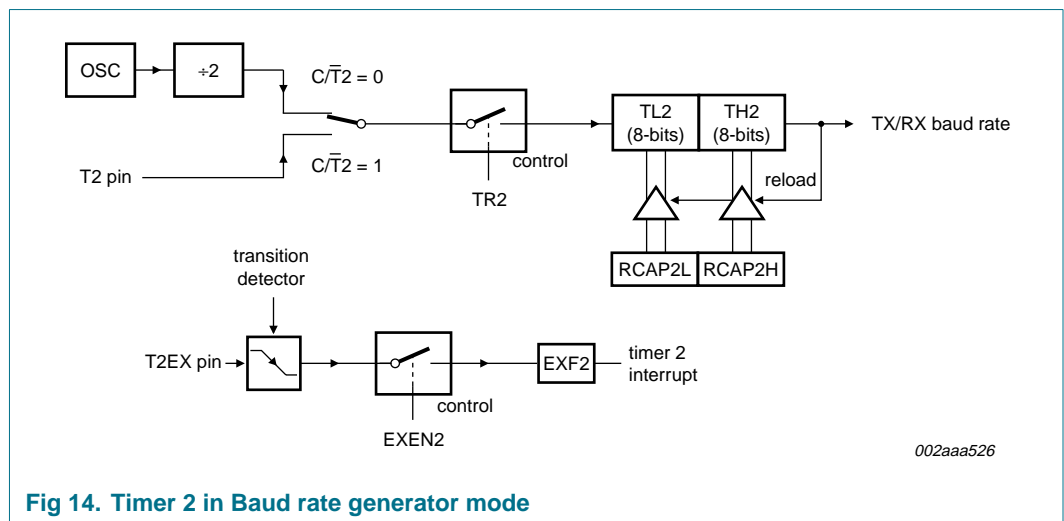 OSC
÷2
C/T̅2 = 0
C/T̅2 = 1
T2 pin
control
TR2
TL2
(8-bits)
TH2
(8-bits)
TX/RX baud rate
reload
RCAP2L
RCAP2H
transition
detector
T2EX pin
control
EXEN2
EXF2
timer 2
interrupt
002aaa526
Fig 14. Timer 2 in Baud rate generator mode